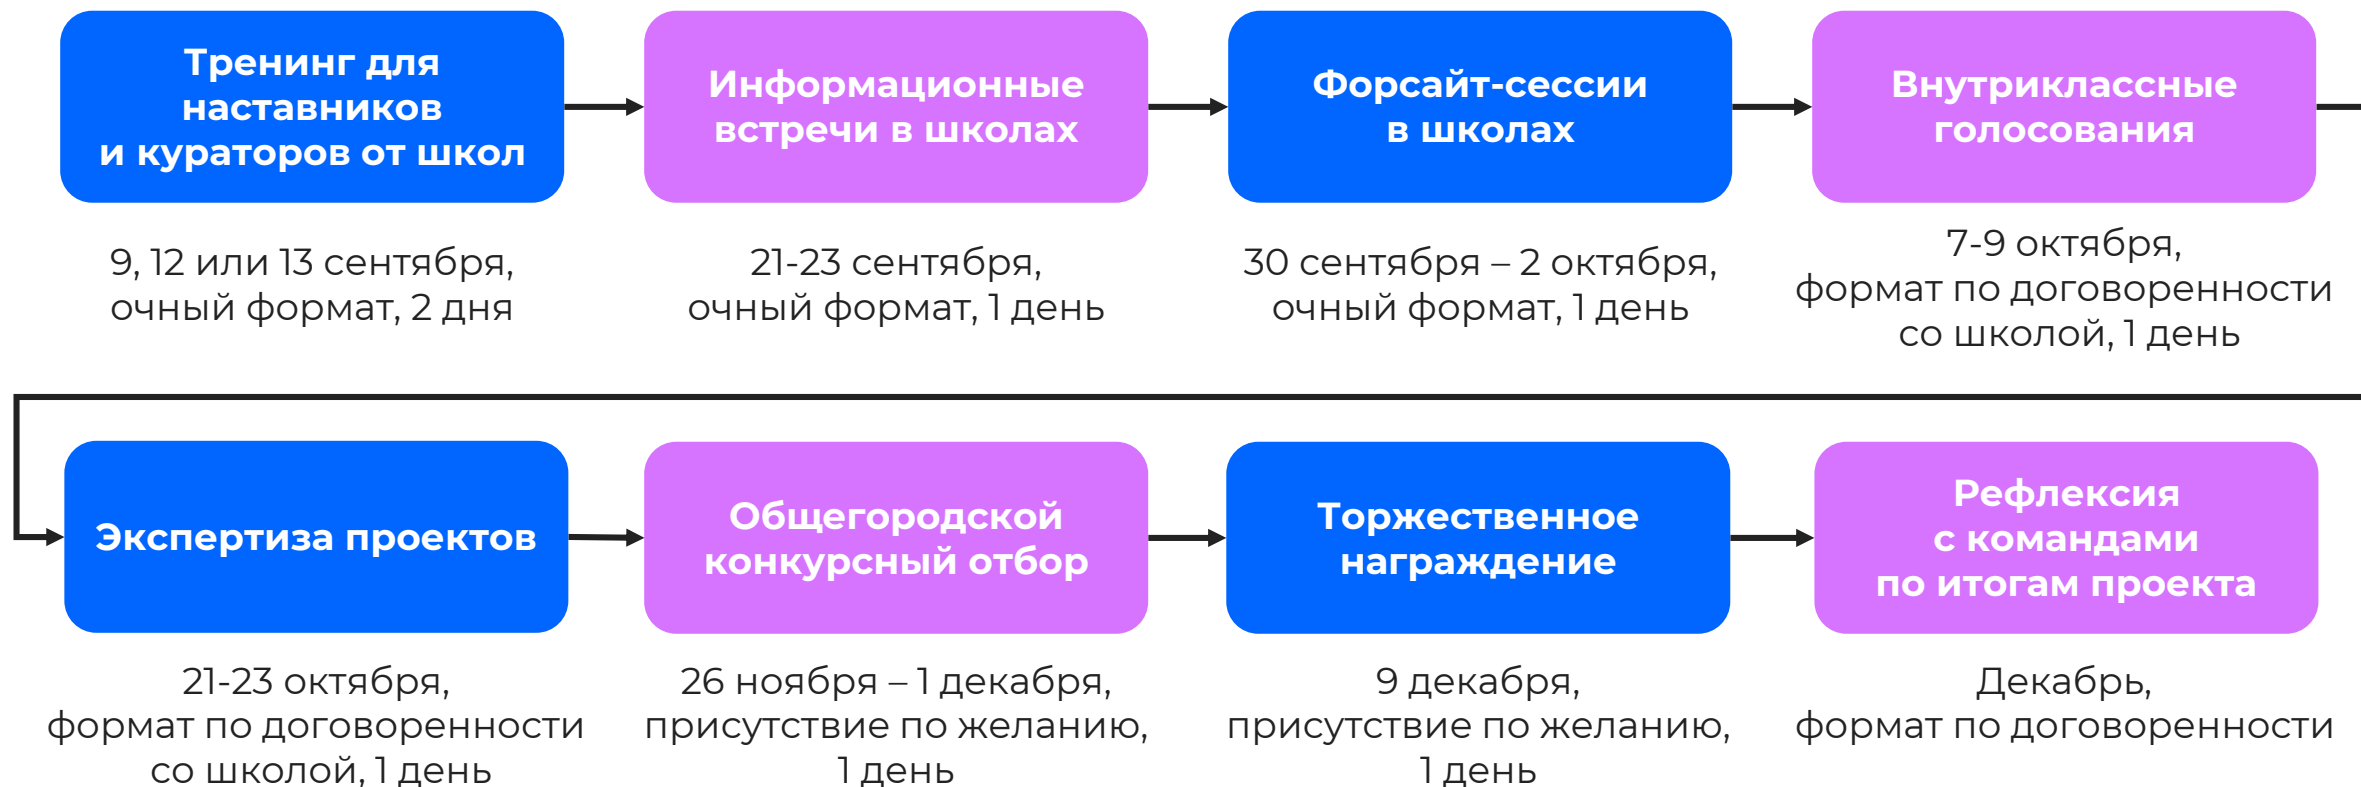 Тренинг для
наставников
и кураторов от школ
9, 12 или 13 сентября,
очный формат, 2 дня
Информационные
встречи в школах
21-23 сентября,
очный формат, 1 день
Форсайт-сессии
в школах
30 сентября – 2 октября,
очный формат, 1 день
Внутриклассные
голосования
7-9 октября,
формат по договоренности
со школой, 1 день
Экспертиза проектов
21-23 октября,
формат по договоренности
со школой, 1 день
Общегородской
конкурсный отбор
26 ноября – 1 декабря,
присутствие по желанию,
1 день
Торжественное
награждение
9 декабря,
присутствие по желанию,
1 день
Рефлексия
с командами
по итогам проекта
Декабрь,
формат по договоренности